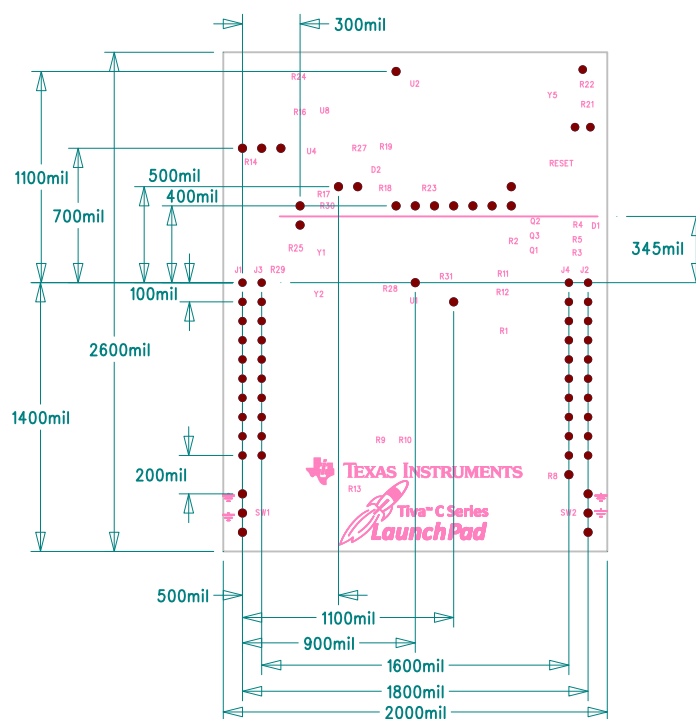 300mil
R24
U2
R22
Y5
R21
R16
U8
R27
R19
U4
R14
RESET
D2
1100mil
500mil
R17
R18
R23
400mil
R30
700mil
Q2
R4
D1
Q3
R5
R2
Q1
R3
345mil
R25
Y1
J1
J3
R29
R31
R11
J4
J2
100mil
Y2
R28
U1
R12
R1
2600mil
1400mil
R9
R10
200mil
TEXAS INSTRUMENTS
R8
R13
SW1
Tiva™ C Series
SW2
LaunchPad
500mil
1100mil
900mil
1600mil
1800mil
2000mil